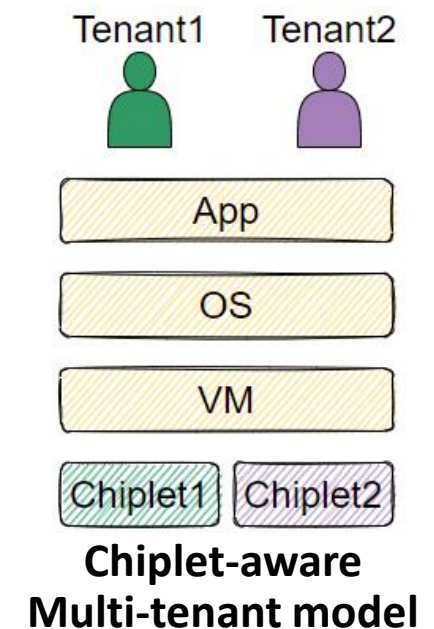 Tenant1 Tenant2
App
OS
VM
Chiplet1 Chiplet2
Chiplet-aware
Multi-tenant model